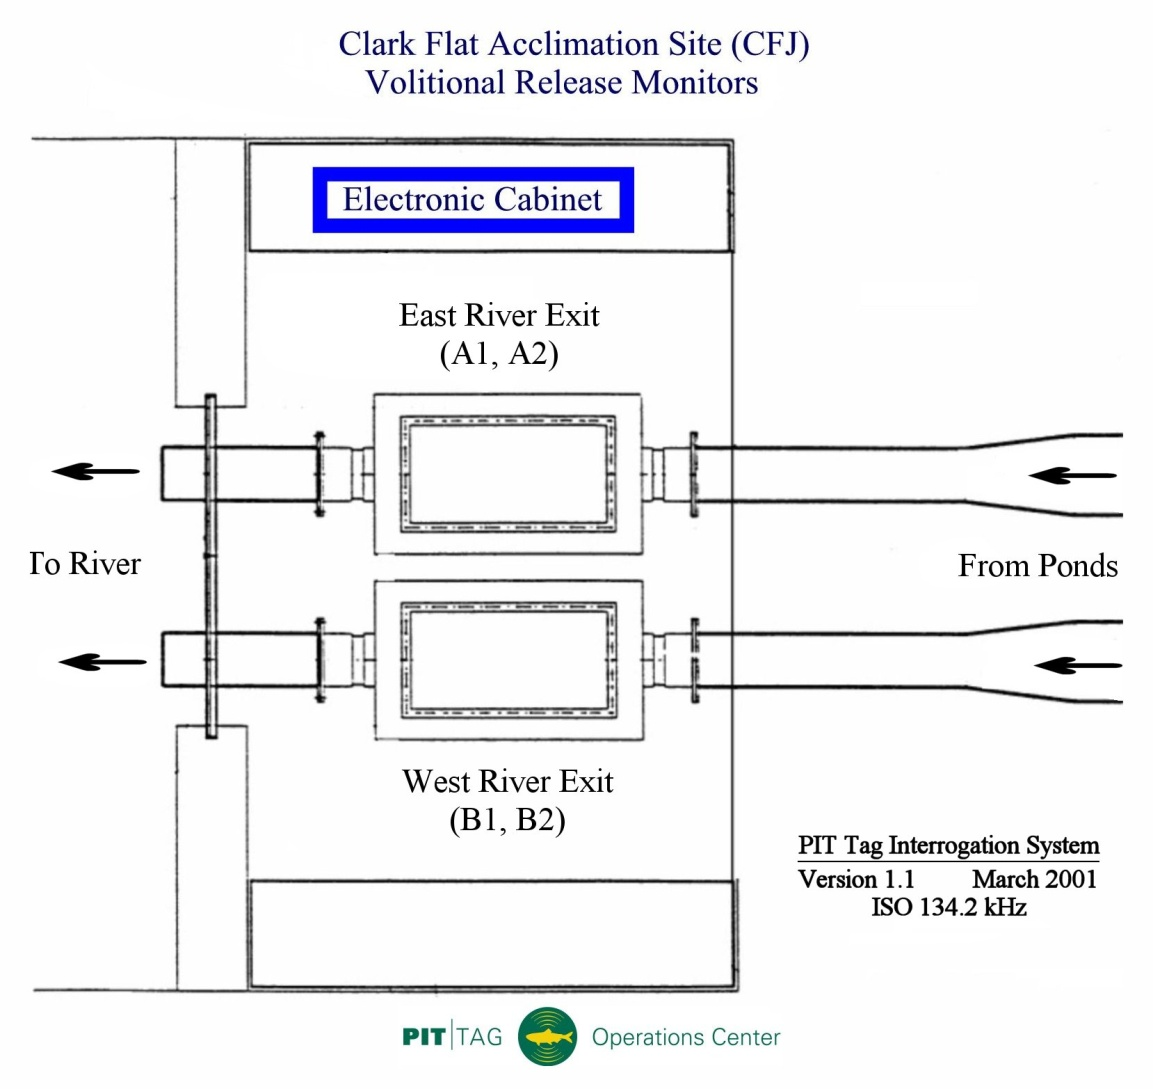 Clark Flat Acclimation Site (CFJ)
Volitional Release Monitors
Electronic Cabinet
East River Exit
(A1, A2)
To River
From Ponds
West River Exit
(B1, B2)
PIT Tag Interrogation System
Version 1.1 March 2001
ISO 134.2 kHz
PIT|TAG Operations Center